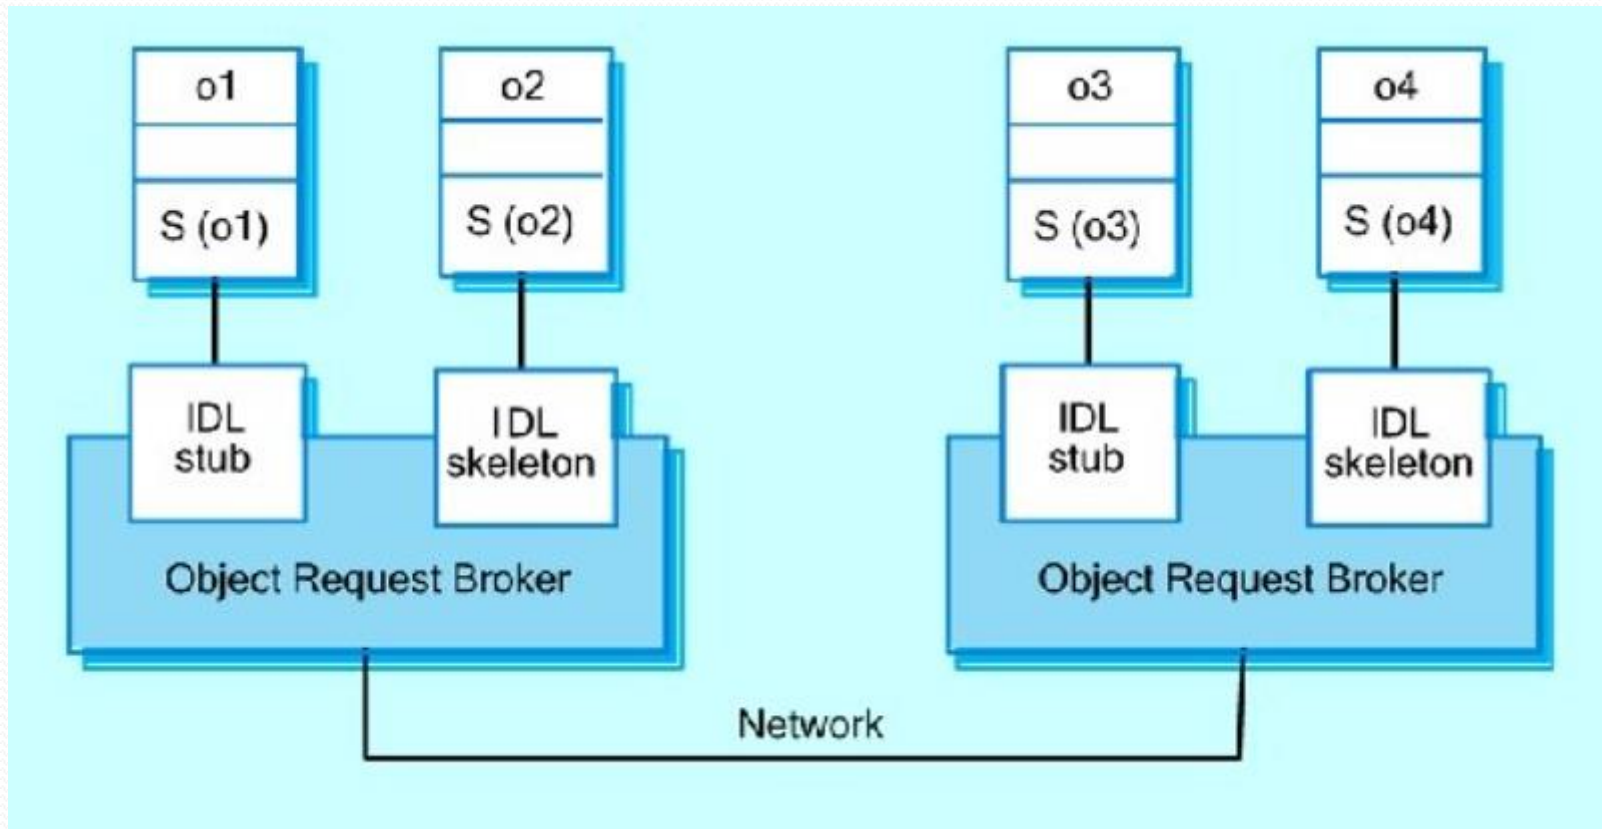 o1
o2
o3
o4
S (o1)
S (o2)
S (o3)
S (o4)
IDL
stub
IDL
skeleton
IDL
stub
IDL
skeleton
Object Request Broker
Object Request Broker
Network